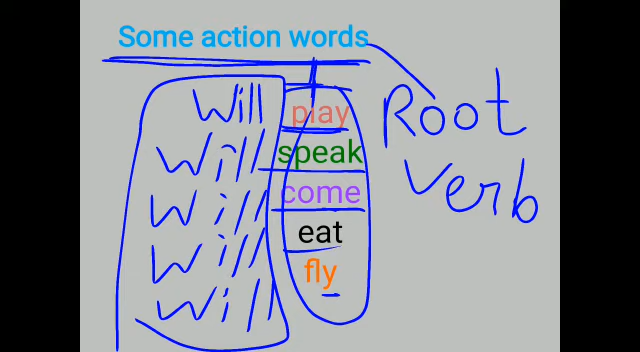 Some action words
Will play
Will speak
Will come
Will eat
Will fly
Root
verb